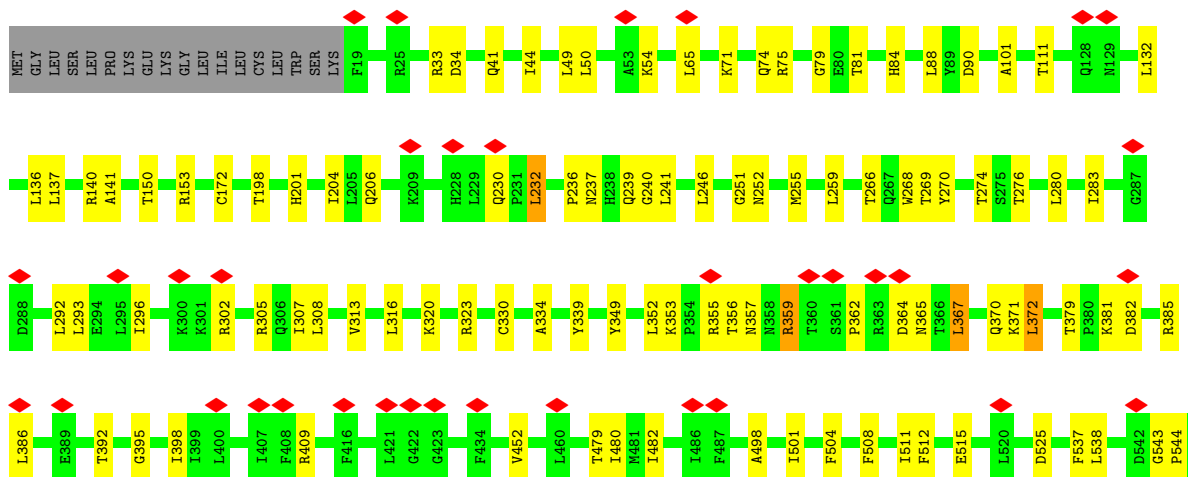 MET GLY LEU SER LEU PRO LYS GLU LYS GLY LEU ILE LEU CYS LEU TRP SER LYS F19 R25 R33 D34 Q41 I44 L49 L50 A53 K54 L65 K71 Q74 R75 G79 E80 T81 H84 L88 Y89 D90 A101 T111 Q128 N129 L132
L136 L137 R140 A141 T150 R153 C172 T198 H201 I204 L205 Q206 K209 H228 L229 Q230 P231 L232 P236 N237 H238 Q239 G240 L241 L246 G251 N252 M255 L259 T266 Q267 W268 T269 Y270 T274 S275 T276 L280 I283 G287
D288 L292 L293 E294 L295 I296 K300 K301 R302 R305 Q306 I307 L308 V313 L316 K320 R323 C330 A334 Y339 Y349 L352 K353 P354 R355 T356 N357 N358 R359 T360 S361 P362 R363 D364 N365 T366 L367 Q370 K371 L372 T379 P380 K381 D382 R385
L386 E389 T392 G395 I398 I399 L400 I407 F408 R409 F416 L421 G422 G423 F434 V452 L460 T479 I480 M481 I482 I486 F487 A498 I501 F504 F508 I511 F512 E515 L520 D525 F537 L538 D542 G543 P544